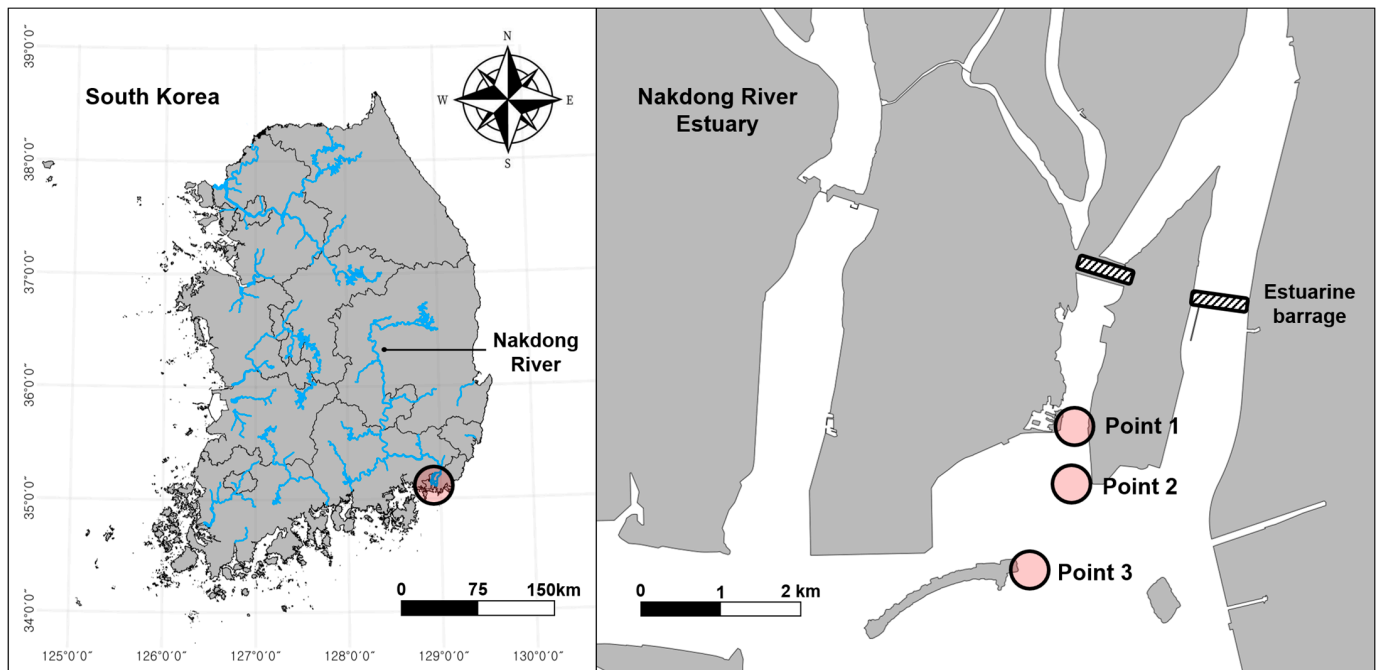 South Korea
N
W
E
S
39°0'0"
38°0'0"
37°0'0"
36°0'0"
35°0'0"
34°0'0"
Nakdong
River
0
75
150km
125°0'0"
126°0'0"
127°0'0"
128°0'0"
129°0'0"
130°0'0"
Nakdong River
Estuary
Estuarine
barrage
Point 1
Point 2
Point 3
0
1
2 km